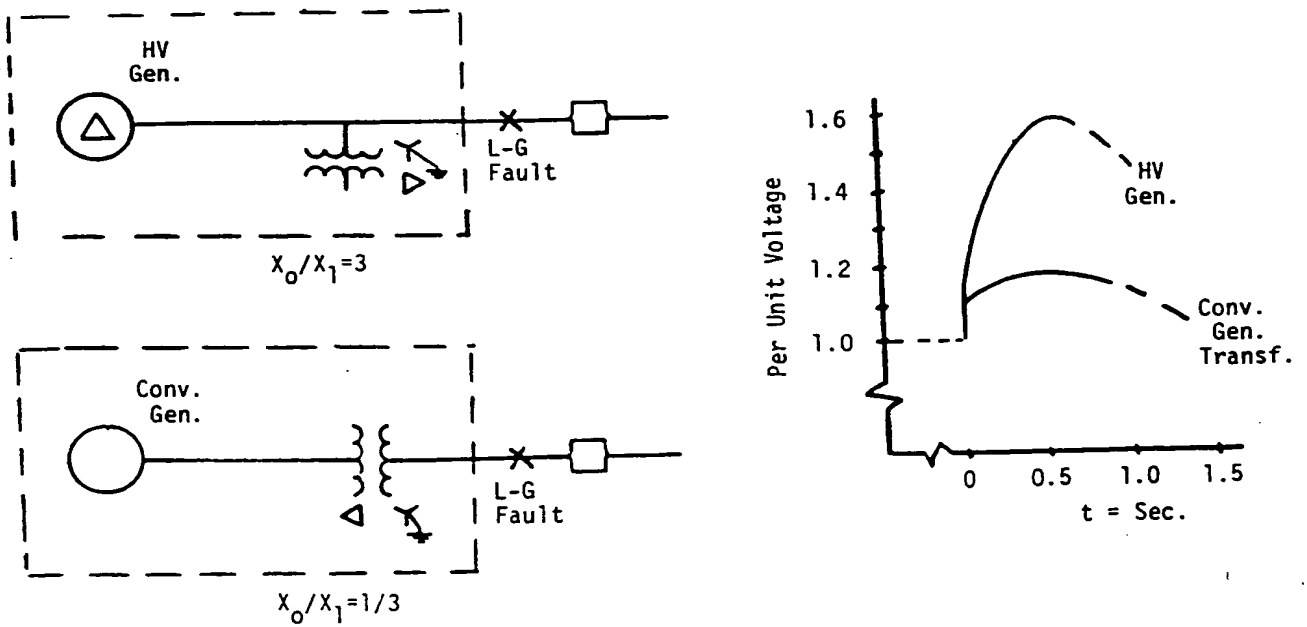 HV
Gen.
L-G
Fault
X₀/X₁=3
Conv.
Gen.
L-G
Fault
X₀/X₁=1/3
Per Unit Voltage
1.6
1.4
1.2
1.0
HV
Gen.
Conv.
Gen.
Transf.
0 0.5 1.0 1.5
t = Sec.